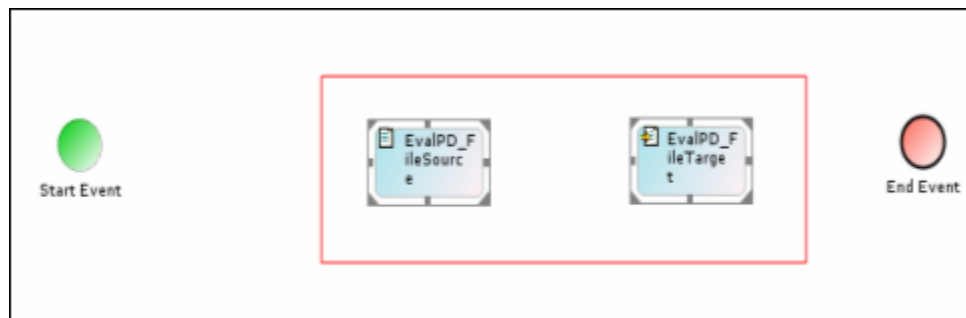 EvalPD_F
ileSourc
e
EvalPD_F
ileTarge
t
Start Event
End Event